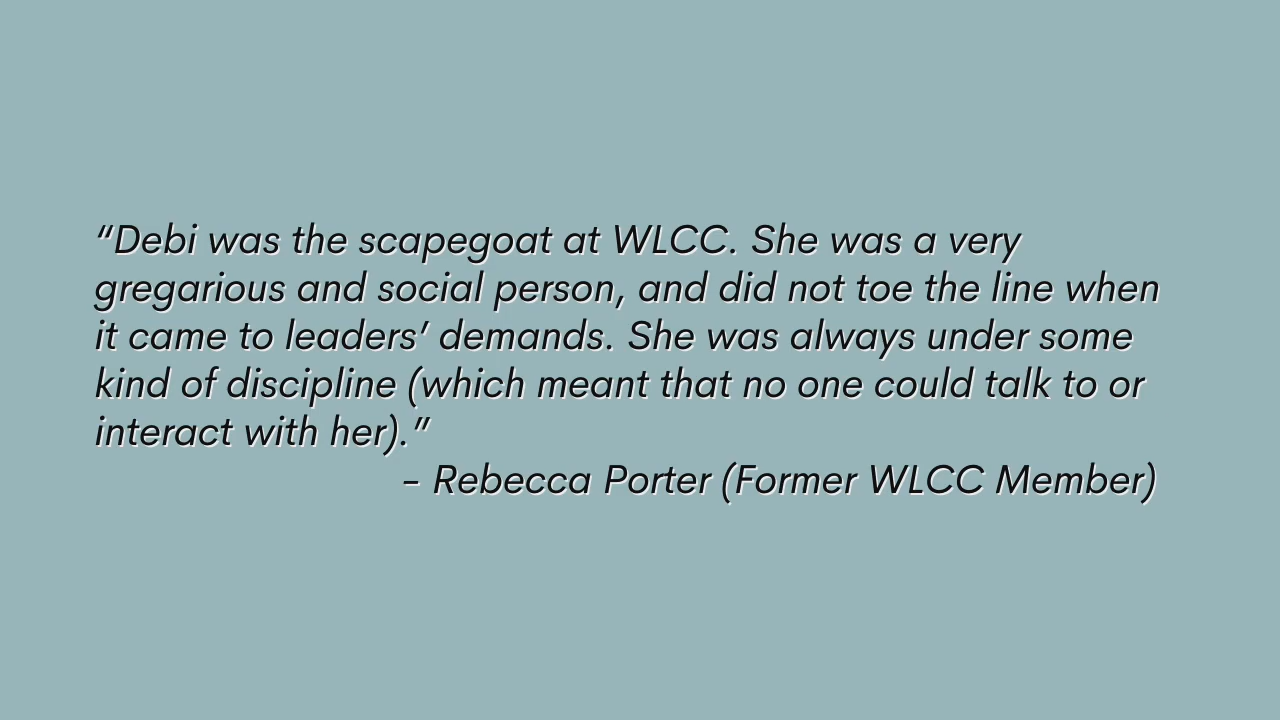 “Debi was the scapegoat at WLCC. She was a very
gregarious and social person, and did not toe the line when
it came to leaders’ demands. She was always under some
kind of discipline (which meant that no one could talk to or
interact with her).”
– Rebecca Porter (Former WLCC Member)